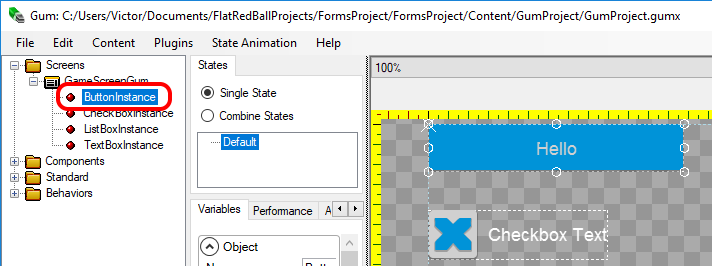 Gum: C:/Users/Victor/Documents/FlatRedBallProjects/FormsProject/FormsProject/Content/GumProject/GumProject.gumx
File Edit Content Plugins State Animation Help
Screens
GameScreenGum
ButtonInstance
CheckBoxInstance
ListBoxInstance
TextBoxInstance
Components
Standard
Behaviors
States
Single State
Combine States
Default
Variables Performance
Object
100%
Hello
Checkbox Text